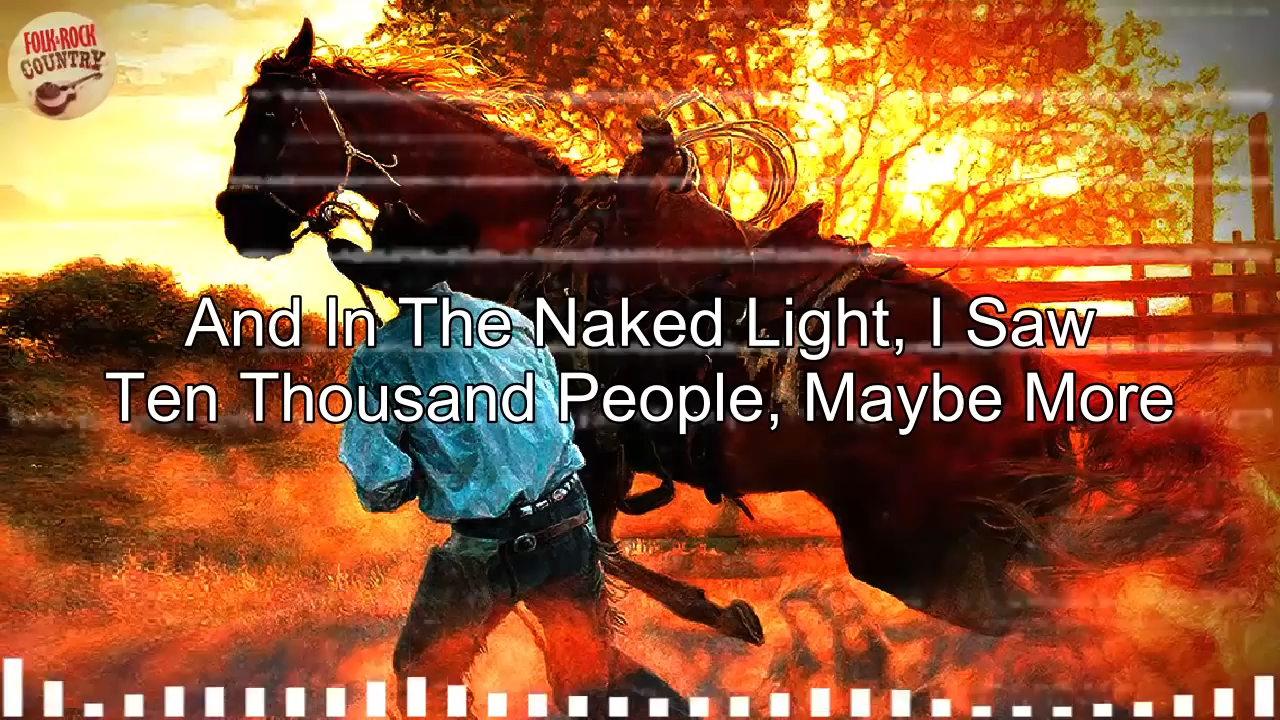 FOLK-ROCK
COUNTRY
And In The Naked Light, I Saw
Ten Thousand People, Maybe More